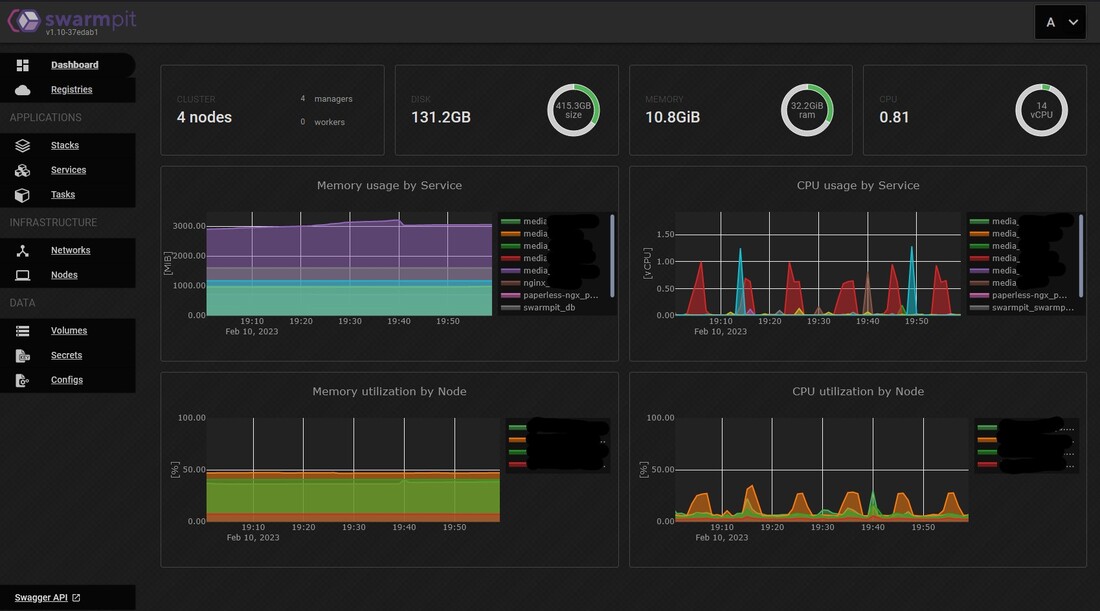 swarmpit
v1.10-37edab1
A
Dashboard
Registries
APPLICATIONS
Stacks
Services
Tasks
INFRASTRUCTURE
Networks
Nodes
DATA
Volumes
Secrets
Configs
Swagger API
CLUSTER
4 nodes
4 managers
0 workers
DISK
131.2GB
415.3GB
size
MEMORY
10.8GiB
32.2GiB
ram
CPU
0.81
14
vCPU
Memory usage by Service
[MiB]
3000.00
2000.00
1000.00
0.00
19:10 19:20 19:30 19:40 19:50
Feb 10, 2023
media_
media_
media_
media_
media_
nginx_
paperless-ngx_p...
swarmpit_db
CPU usage by Service
[vCPU]
1.50
1.00
0.50
0.00
19:10 19:20 19:30 19:40 19:50
Feb 10, 2023
media_
media_
media_
media_
media_
media
paperless-ngx_p...
swarmpit_swarmp...
Memory utilization by Node
[%]
100.00
50.00
0.00
19:10 19:20 19:30 19:40 19:50
Feb 10, 2023
CPU utilization by Node
[%]
100.00
50.00
0.00
19:10 19:20 19:30 19:40 19:50
Feb 10, 2023